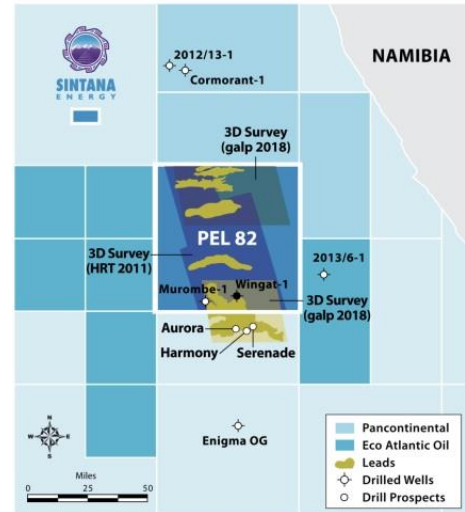 2012/13-1
Cormorant-1
NAMIBIA
SINTANA
ENERGY
3D Survey
(galp 2018)
PEL 82
3D Survey
(HRT 2011)
2013/6-1
Murombe-1
Wingat-1
3D Survey
(galp 2018)
Aurora
Harmony
Serenade
Enigma OG
N
W
E
S
Miles
0
25
50
Pancontinental
Eco Atlantic Oil
Leads
Drilled Wells
Drill Prospects